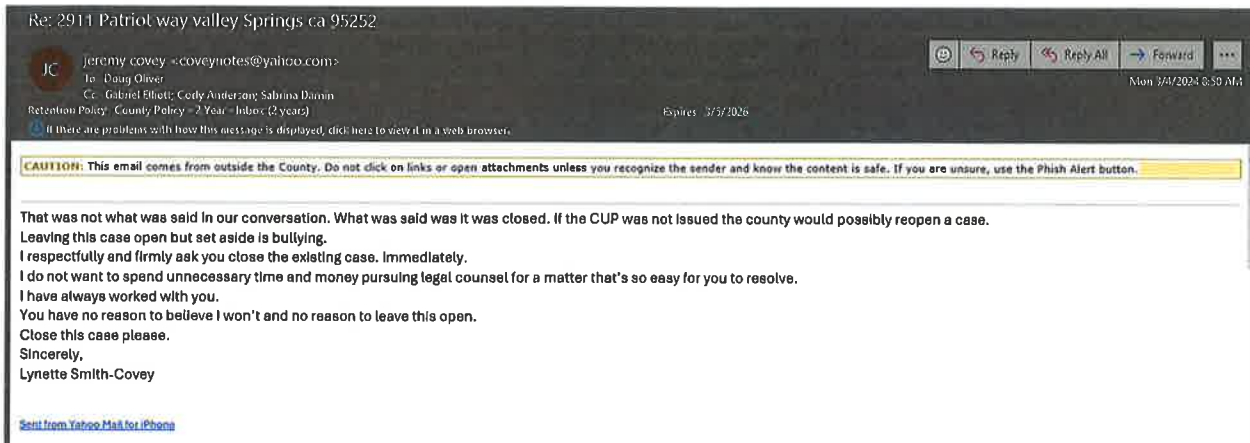 Re: 2911 Patriot way valley Springs ca 95252
JC
jeremy covey <coveynotes@yahoo.com>
To Doug Oliver
Cc Gabriel Elliott; Cody Anderson; Sabrina Damin
Reply
Reply All
Forward
Mon 3/4/2024 8:50 AM
Retention Policy County Policy - 2 Year - Inbox (2 years)
Expires 3/5/2026
If there are problems with how this message is displayed, click here to view it in a web browser.
CAUTION: This email comes from outside the County. Do not click on links or open attachments unless you recognize the sender and know the content is safe. If you are unsure, use the Phish Alert button.
That was not what was said in our conversation. What was said was it was closed. If the CUP was not issued the county would possibly reopen a case.
Leaving this case open but set aside is bullying.
I respectfully and firmly ask you close the existing case. Immediately.
I do not want to spend unnecessary time and money pursuing legal counsel for a matter that's so easy for you to resolve.
I have always worked with you.
You have no reason to believe I won't and no reason to leave this open.
Close this case please.
Sincerely,
Lynette Smith-Covey
Sent from Yahoo Mail for iPhone